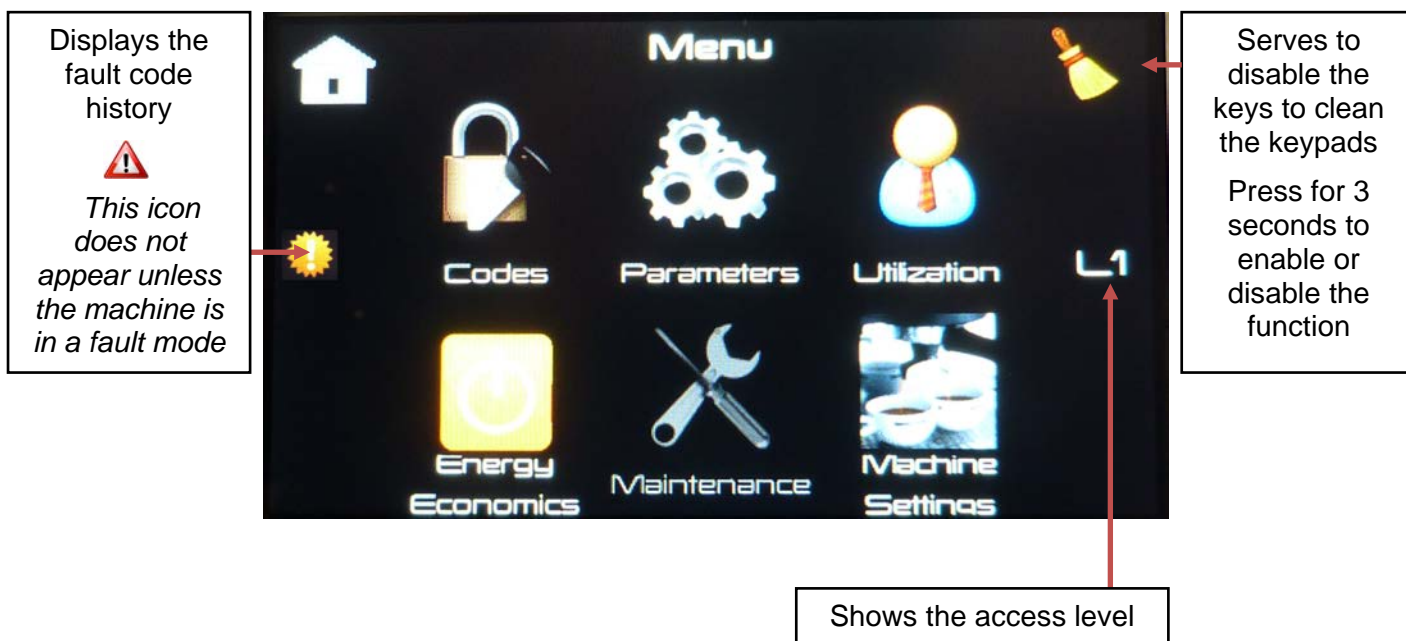 Displays the
fault code
history
This icon
does not
appear unless
the machine is
in a fault mode
Menu
Codes
Parameters
Utilization
L1
Energy
Economics
Maintenance
Machine
Settings
Serves to
disable the
keys to clean
the keypads
Press for 3
seconds to
enable or
disable the
function
Shows the access level